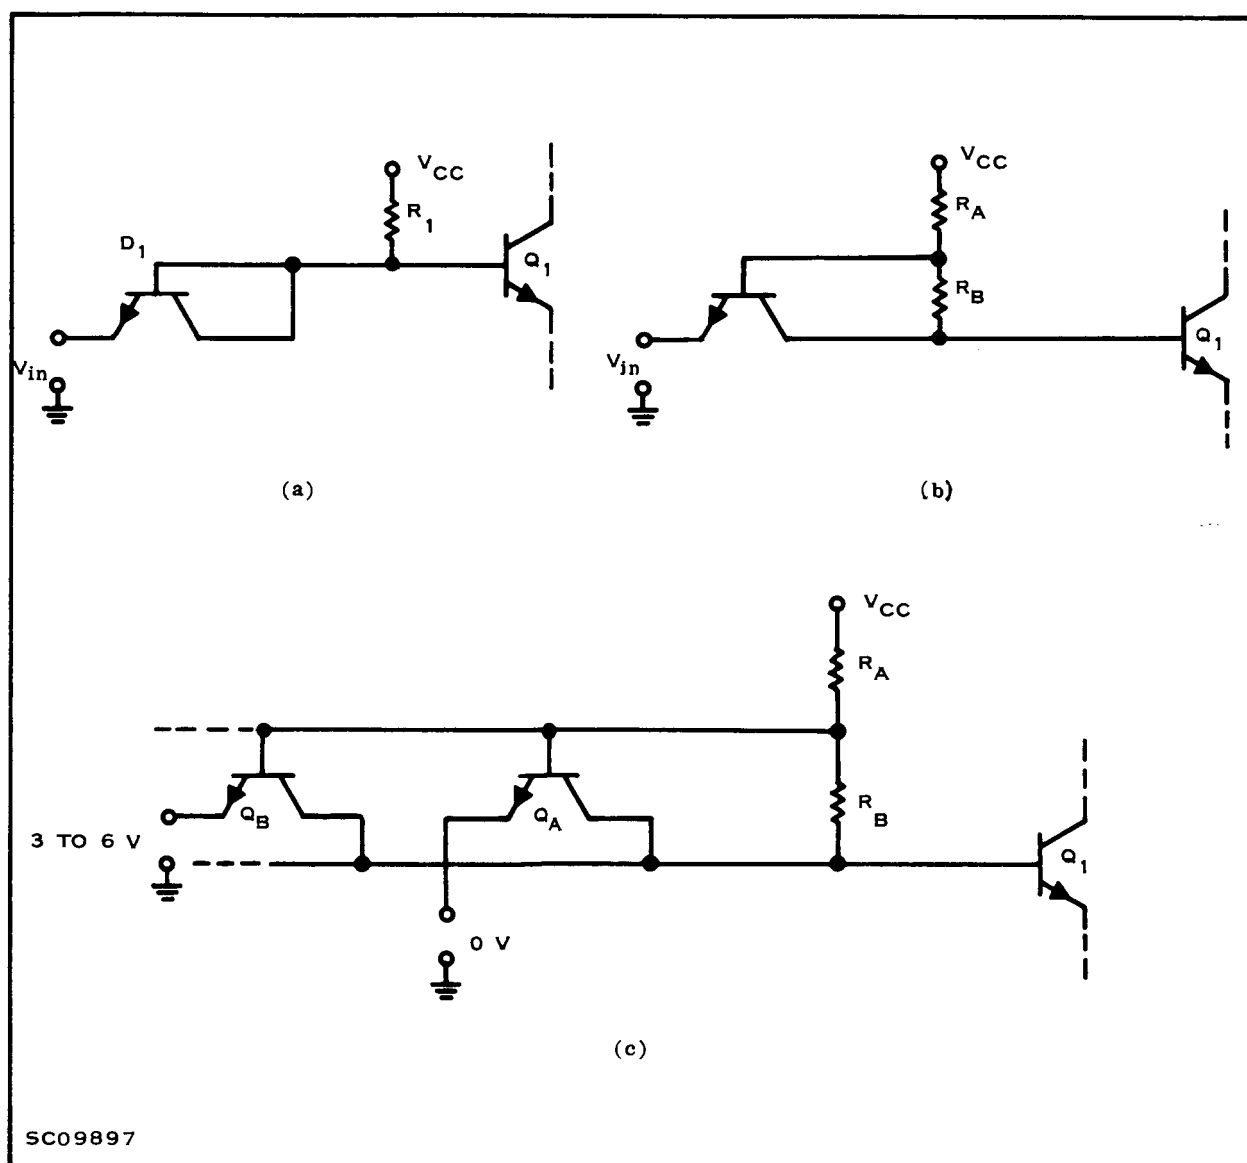 VCC
R1
D1
Q1
Vin
(a)
VCC
RA
RB
Q1
Vin
(b)
VCC
RA
RB
QB
QA
3 TO 6 V
Q1
0 V
(c)
SC09897